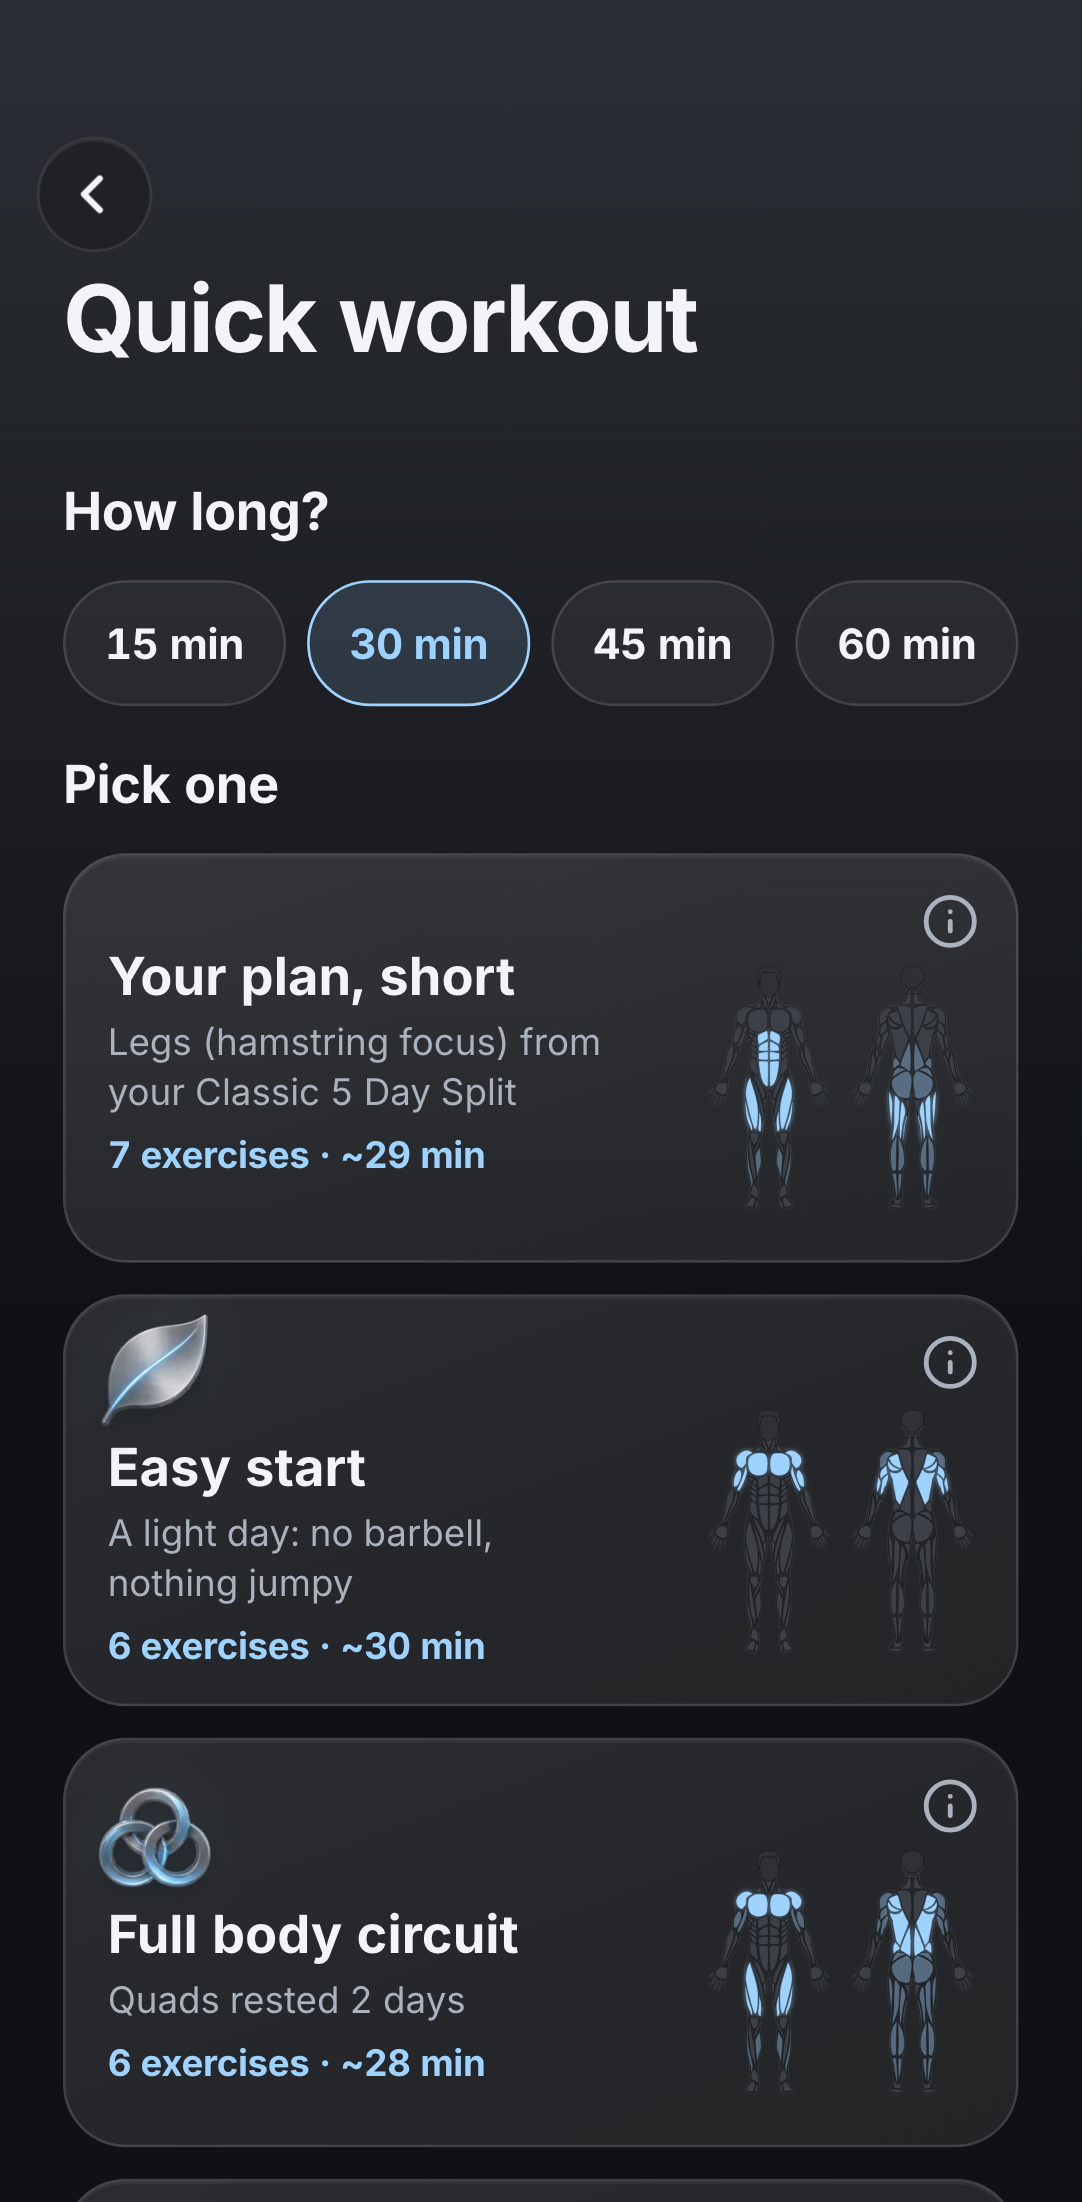 Quick workout
How long?
15 min
30 min
45 min
60 min
Pick one
Your plan, short
Legs (hamstring focus) from
your Classic 5 Day Split
7 exercises · ~29 min
Easy start
A light day: no barbell,
nothing jumpy
6 exercises · ~30 min
Full body circuit
Quads rested 2 days
6 exercises · ~28 min